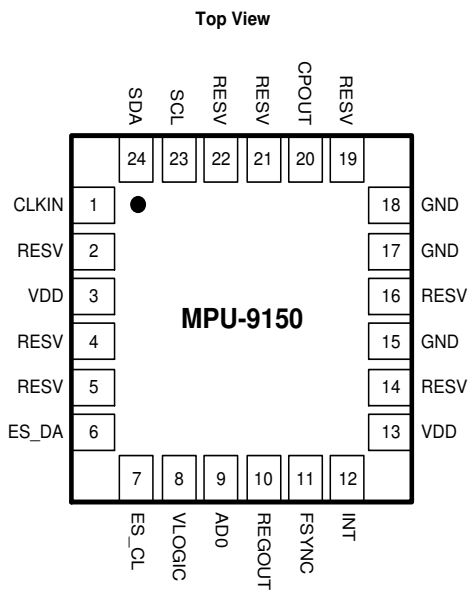 Top View
SDA
SCL
RESV
RESV
CPOUT
RESV
24 23 22 21 20 19
CLKIN 1
RESV 2
VDD 3
RESV 4
RESV 5
ES_DA 6
MPU-9150
18 GND
17 GND
16 RESV
15 GND
14 RESV
13 VDD
7 8 9 10 11 12
ES_CL
VLOGIC
AD0
REGOUT
FSYNC
INT